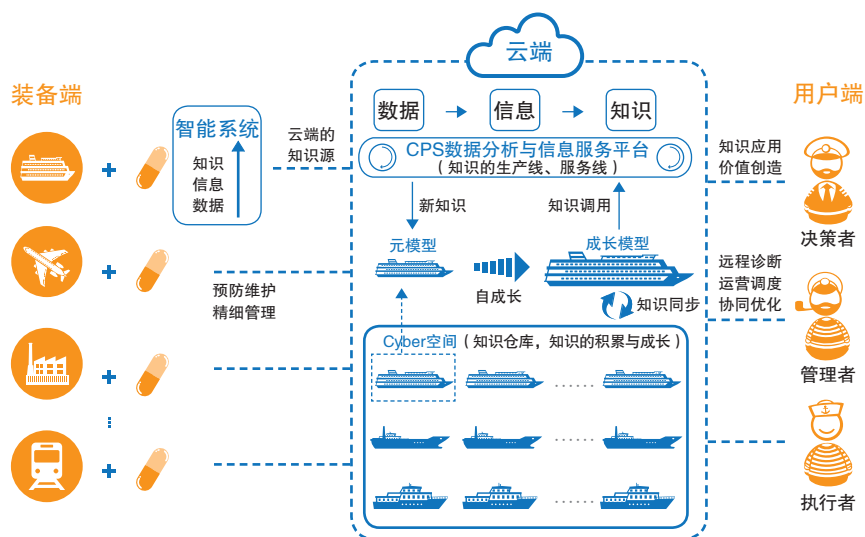 云端
装备端
用户端
数据
信息
知识
智能系统
知识
信息
数据
云端的
知识源
CPS数据分析与信息服务平台
（知识的生产线、服务线）
知识应用
价值创造
新知识
知识调用
决策者
元模型
成长模型
自成长
知识同步
预防维护
精细管理
远程诊断
运营调度
协同优化
Cyber空间（知识仓库，知识的积累与成长）
管理者
......
......
......
执行者